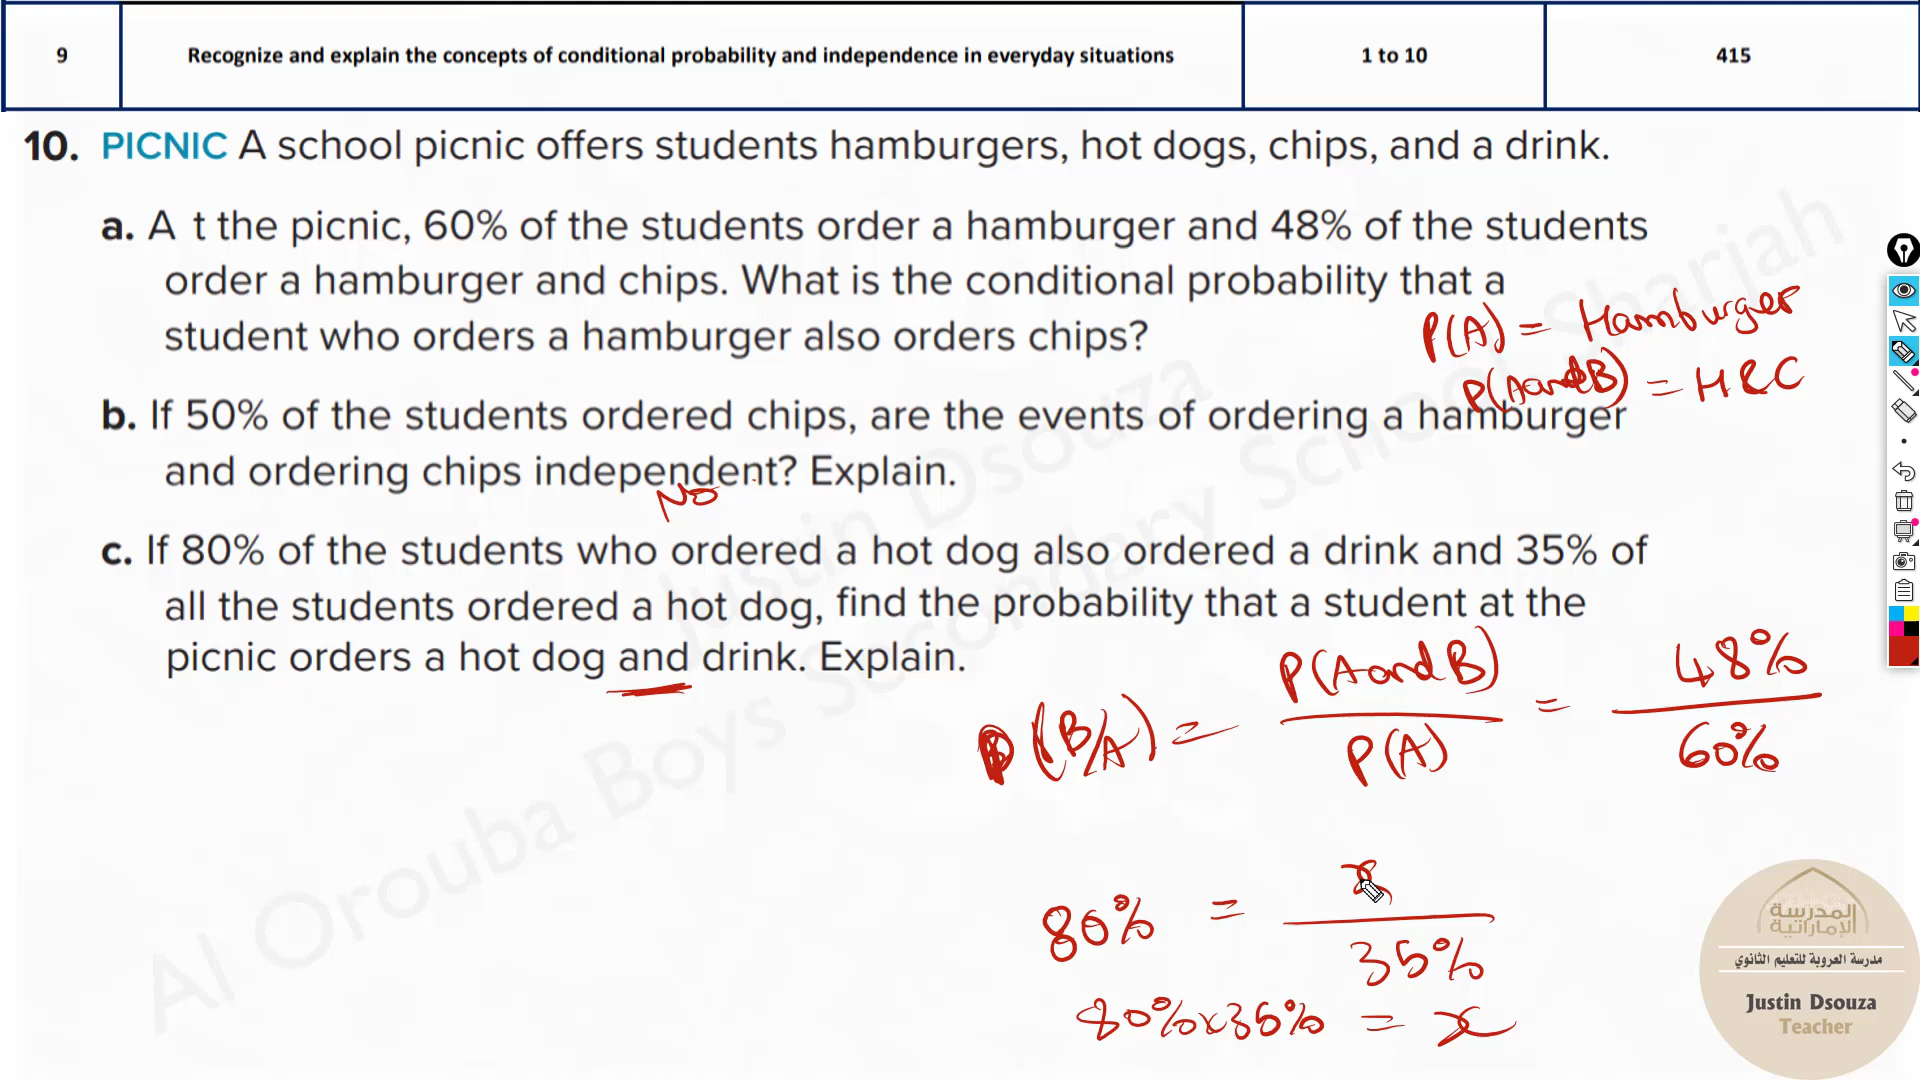 9 Recognize and explain the concepts of conditional probability and independence in everyday situations 1 to 10 415
10. PICNIC A school picnic offers students hamburgers, hot dogs, chips, and a drink.
a. A t the picnic, 60% of the students order a hamburger and 48% of the students
order a hamburger and chips. What is the conditional probability that a
student who orders a hamburger also orders chips?
P(A) = Hamburger
P(A and B) = H & C
b. If 50% of the students ordered chips, are the events of ordering a hamburger
and ordering chips independent? Explain.
NO
c. If 80% of the students who ordered a hot dog also ordered a drink and 35% of
all the students ordered a hot dog, find the probability that a student at the
picnic orders a hot dog and drink. Explain.
P(B/A) = P(A and B) / P(A) = 48% / 60%
80% = x / 35%
80% x 35% = x
Justin Dsouza
Al Orouba Boys Secondary School, Sharjah
المدرسة
الإماراتية
مدرسة العروبة للتعليم الثانوي
Justin Dsouza
Teacher